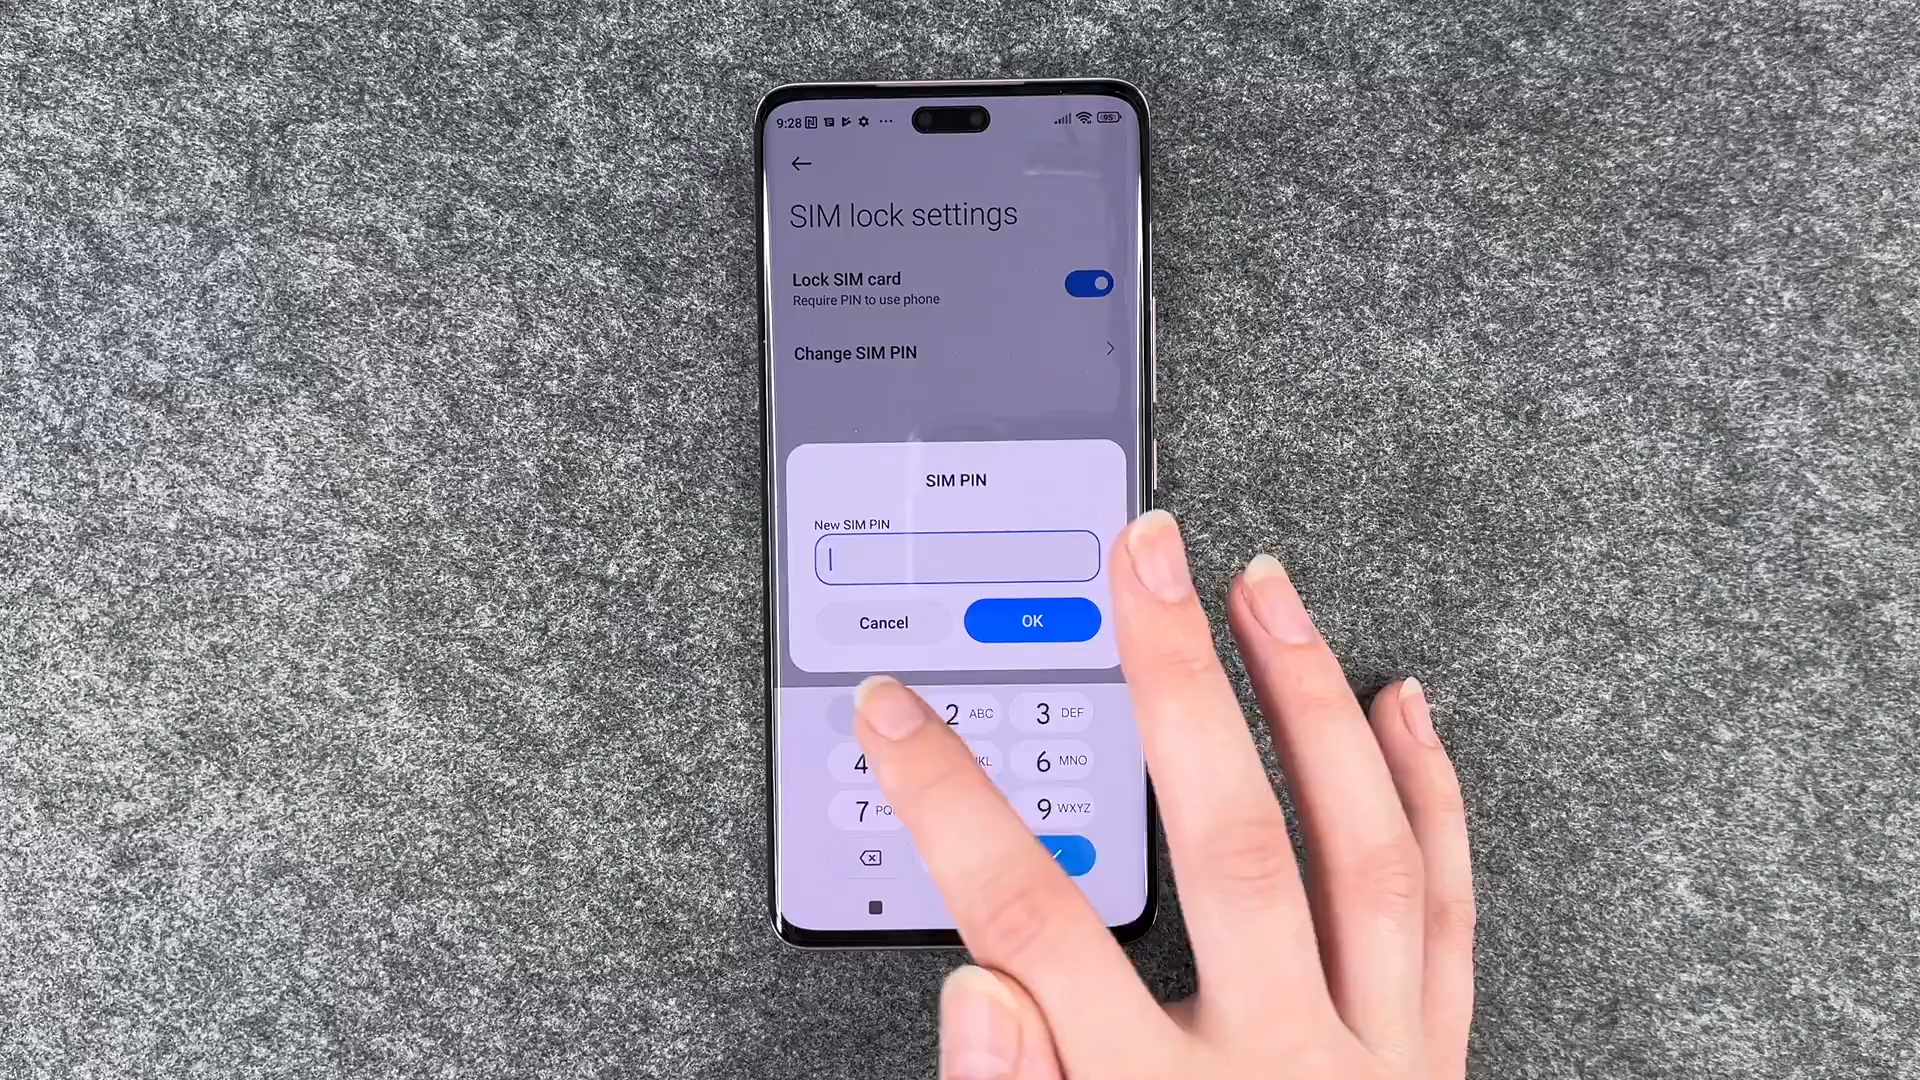 9:28 95
SIM lock settings
Lock SIM card
Require PIN to use phone
Change SIM PIN
SIM PIN
New SIM PIN
Cancel OK
2 ABC 3 DEF
4 6 MNO
7 9 WXYZ